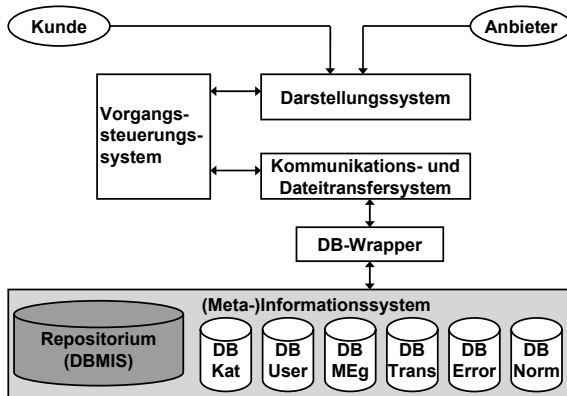 Kunde
Anbieter
Vorgangs-
steuerungs-
system
Darstellungssystem
Kommunikations- und
Dateitransfersystem
DB-Wrapper
(Meta-)Informationssystem
Repositorium
(DBMIS)
DB
Kat
DB
User
DB
MEg
DB
Trans
DB
Error
DB
Norm